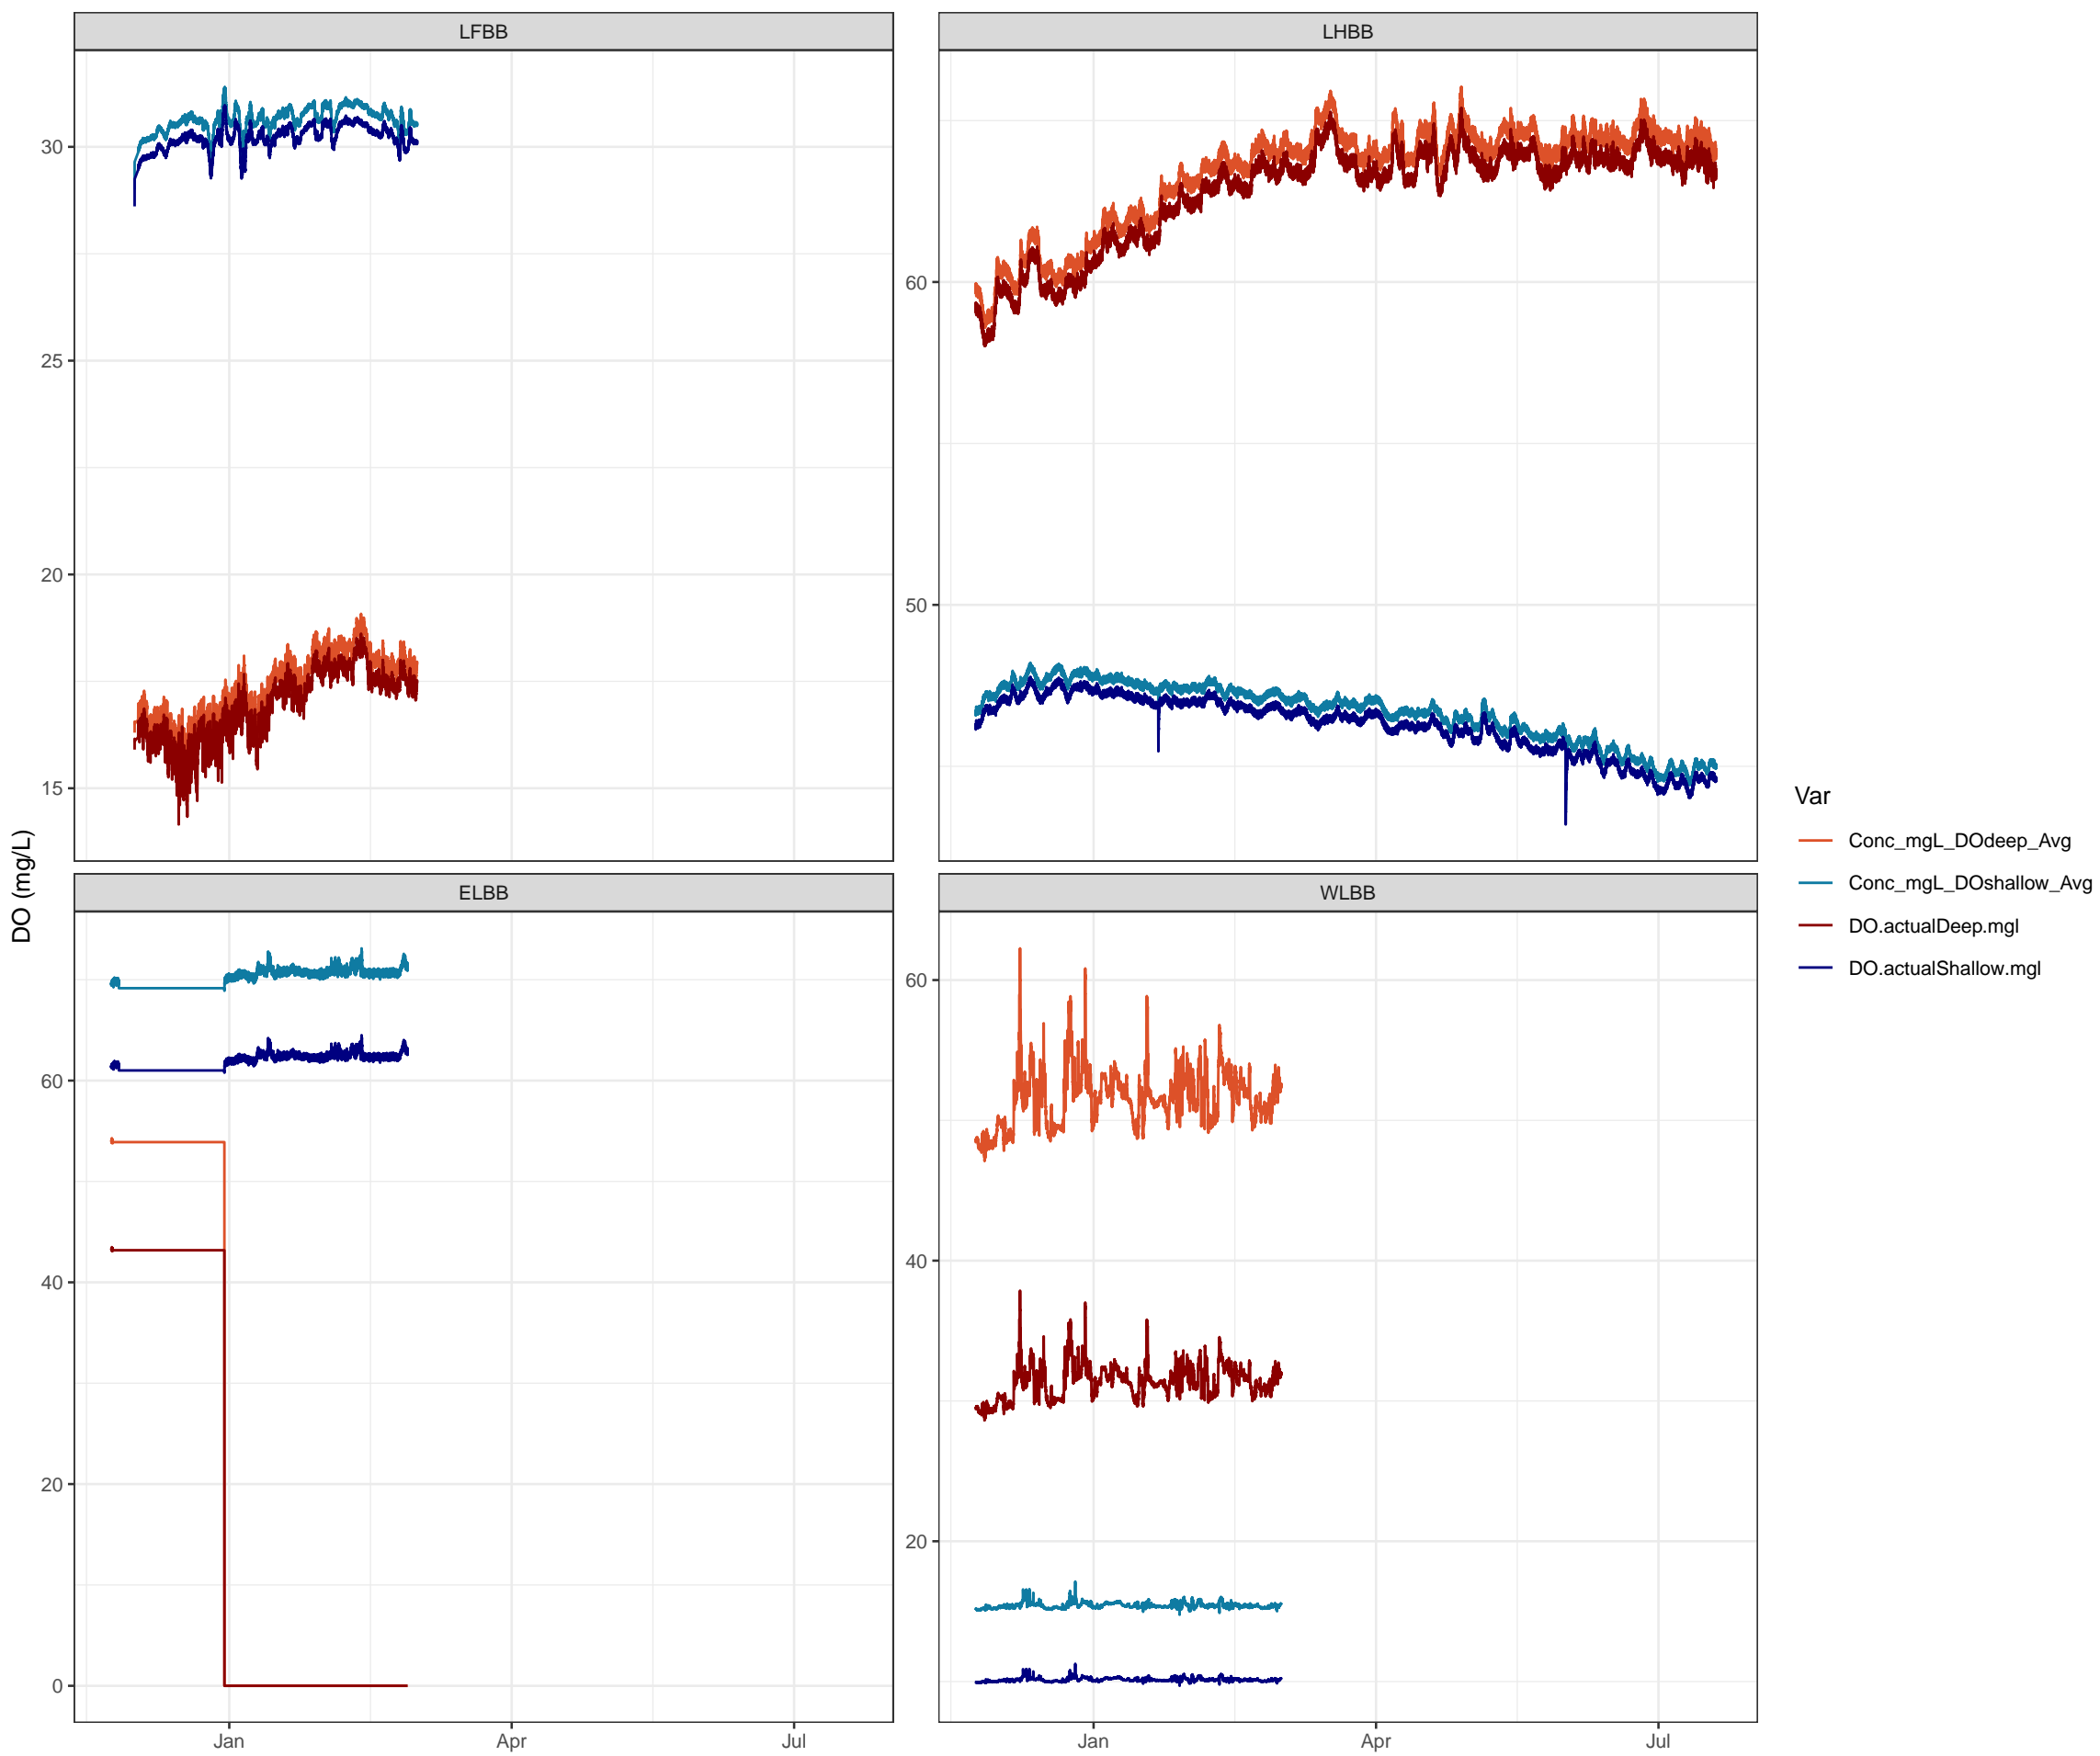 LFBB
LHBB
30
25
20
15
60
50
DO (mg/L)
ELBB
WLBB
60
40
20
0
60
40
20
Jan
Apr
Jul
Jan
Apr
Jul
Var
Conc_mgL_DOdeep_Avg
Conc_mgL_DOshallow_Avg
DO.actualDeep.mgl
DO.actualShallow.mgl